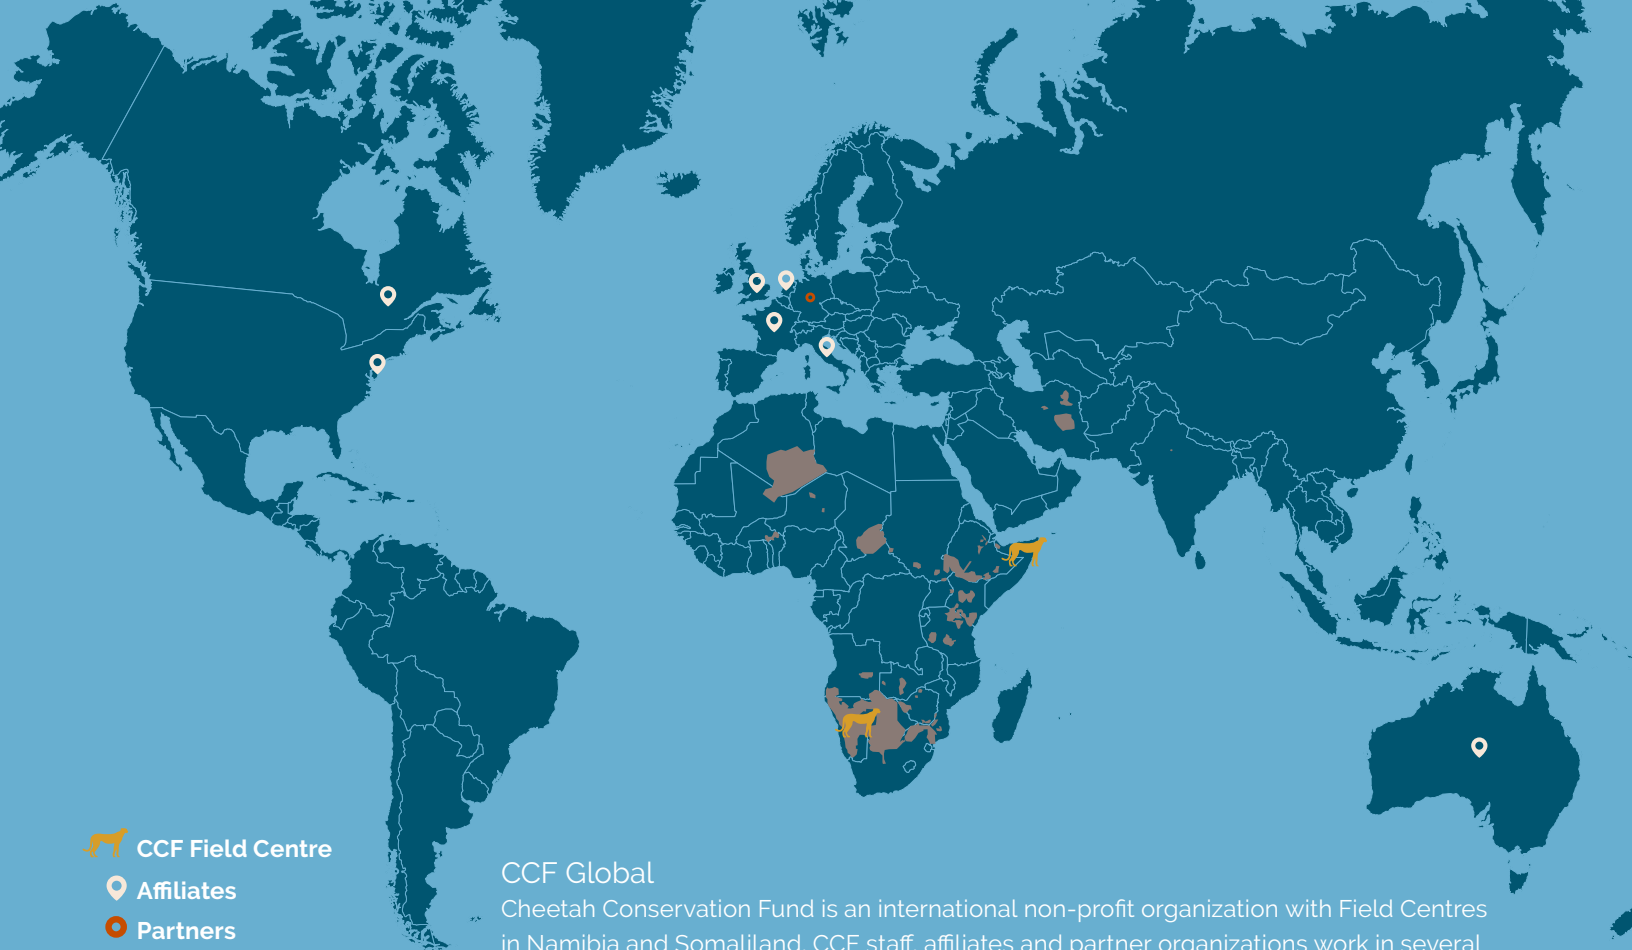 CCF Field Centre
Affiliates
Partners
CCF Global
Cheetah Conservation Fund is an international non-profit organization with Field Centres
in Namibia and Somaliland. CCF staff, affiliates and partner organizations work in several